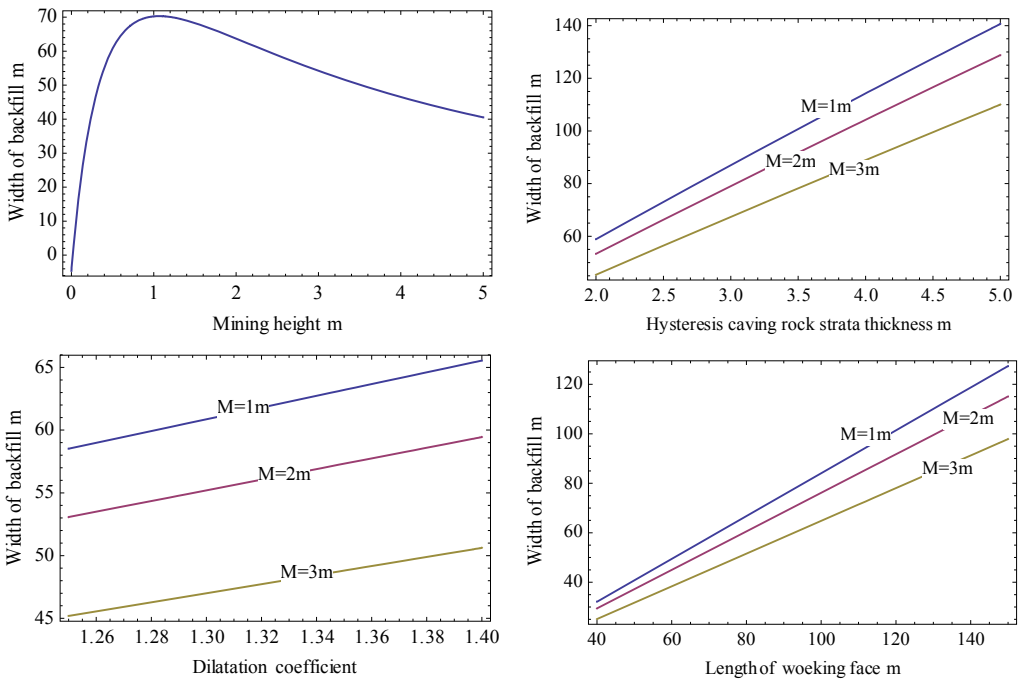 Width of backfill m
70
60
50
40
30
20
10
0
0 1 2 3 4 5
Mining height m
Width of backfill m
140
120
100
80
60
M=1m
M=2m
M=3m
2.0 2.5 3.0 3.5 4.0 4.5 5.0
Hysteresis caving rock strata thickness m
Width of backfill m
65
60
55
50
45
M=1m
M=2m
M=3m
1.26 1.28 1.30 1.32 1.34 1.36 1.38 1.40
Dilatation coefficient
Width of backfill m
120
100
80
60
40
M=1m
M=2m
M=3m
40 60 80 100 120 140
Length of woeking face m